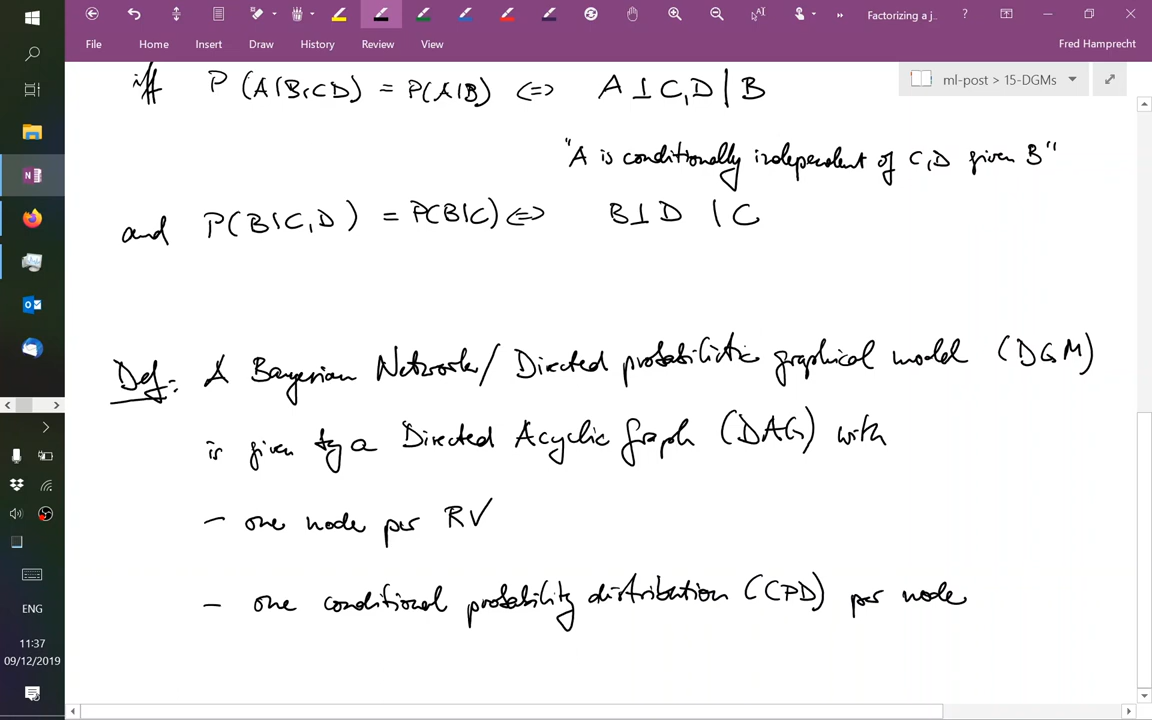 Factorizing a j...
File Home Insert Draw History Review View
Fred Hamprecht
ml-post > 15-DGMs
iff P(A|B,C,D) = P(A|B) <=> A ⊥ C,D | B
"A is conditionally independent of C,D given B"
and P(B|C,D) = P(B|C) <=> B ⊥ D | C
Def: A Bayesian Network / Directed probabilistic graphical model (DGM)
is given by a Directed Acyclic Graph (DAG) with
- one node per RV
- one conditional probability distribution (CPD) per node
ENG
11:37
09/12/2019